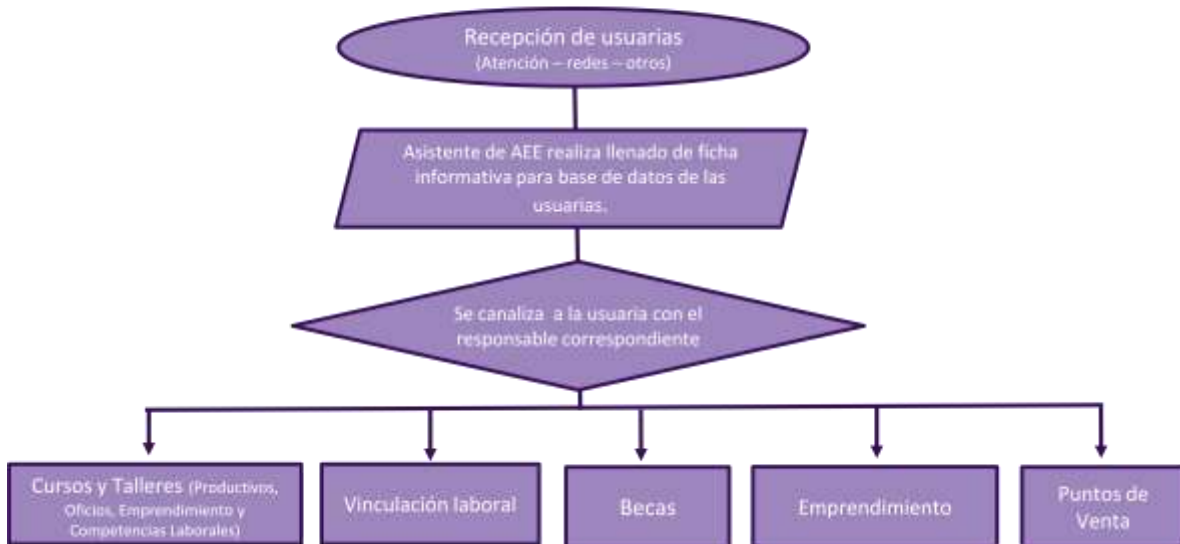 Recepción de usuarias
(Atención – redes – otros)
Asistente de AEE realiza llenado de ficha
informativa para base de datos de las
usuarias.
Se canaliza a la usuaria con el
responsable correspondiente
Cursos y Talleres (Productivos,
Oficios, Emprendimiento y
Competencias Laborales)
Vinculación laboral
Becas
Emprendimiento
Puntos de
Venta